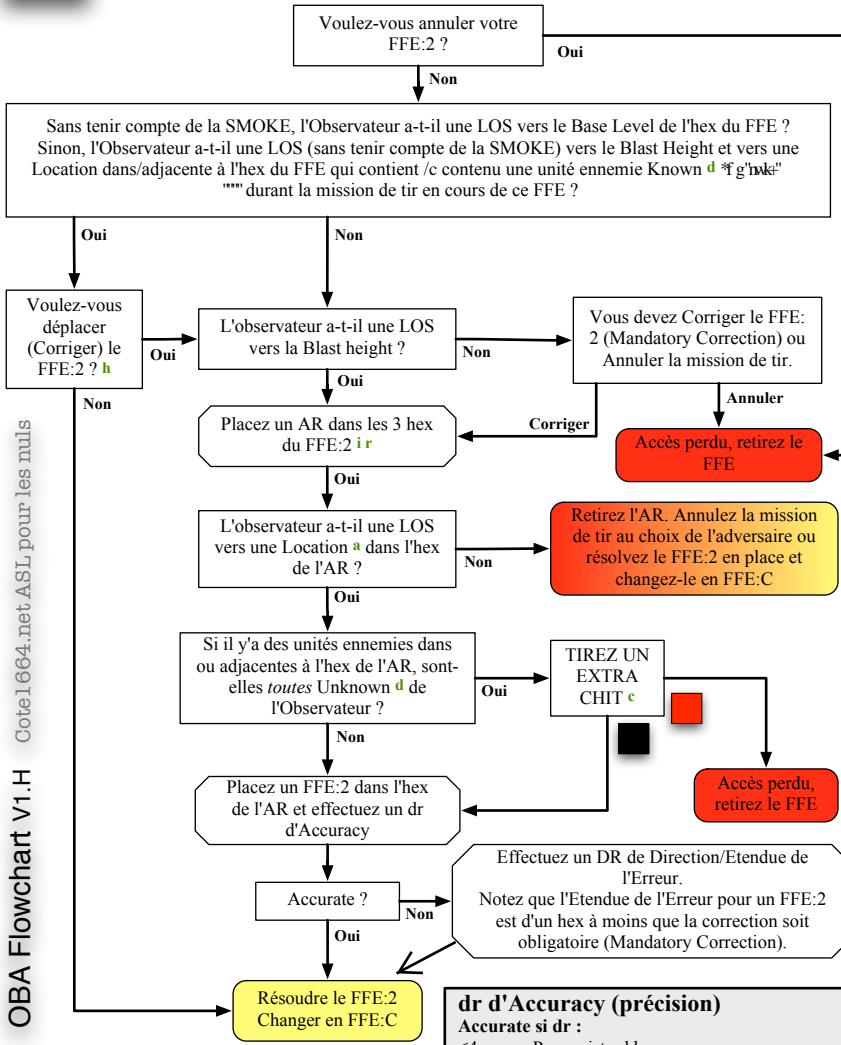 Voulez-vous annuler votre
FFE:2 ?
Oui
Non
Sans tenir compte de la SMOKE, l'Observateur a-t-il une LOS vers le Base Level de l'hex du FFE ?
Sinon, l'Observateur a-t-il une LOS (sans tenir compte de la SMOKE) vers le Blast Height et vers une
Location dans/adjacente à l'hex du FFE qui contient /c contenu une unité ennemie Known d
durant la mission de tir en cours de ce FFE ?
Oui
Non
Voulez-vous
déplacer
(Corriger) le
FFE:2 ? h
Oui
Non
L'observateur a-t-il une LOS
vers la Blast height ?
Non
Oui
Vous devez Corriger le FFE:
2 (Mandatory Correction) ou
Annuler la mission de tir.
Corriger
Annuler
Placez un AR dans les 3 hex
du FFE:2 i r
Oui
Accès perdu, retirez le
FFE
L'observateur a-t-il une LOS
vers une Location a dans l'hex
de l'AR ?
Non
Oui
Retirez l'AR. Annulez la mission
de tir au choix de l'adversaire ou
résolvez le FFE:2 en place et
changez-le en FFE:C
Si il y'a des unités ennemies dans
ou adjacentes à l'hex de l'AR, sont-
elles toutes Unknown d de
l'Observateur ?
Oui
Non
TIREZ UN
EXTRA
CHIT c
Accès perdu,
retirez le FFE
Placez un FFE:2 dans l'hex
de l'AR et effectuez un dr
d'Accuracy
Accurate ?
Non
Oui
Effectuez un DR de Direction/Etendue de
l'Erreur.
Notez que l'Etendue de l'Erreur pour un FFE:2
est d'un hex à moins que la correction soit
obligatoire (Mandatory Correction).
Résoudre le FFE:2
Changer en FFE:C
dr d'Accuracy (précision)
Accurate si dr :
OBA Flowchart V1.H
Cote1664.net ASL pour les nuls